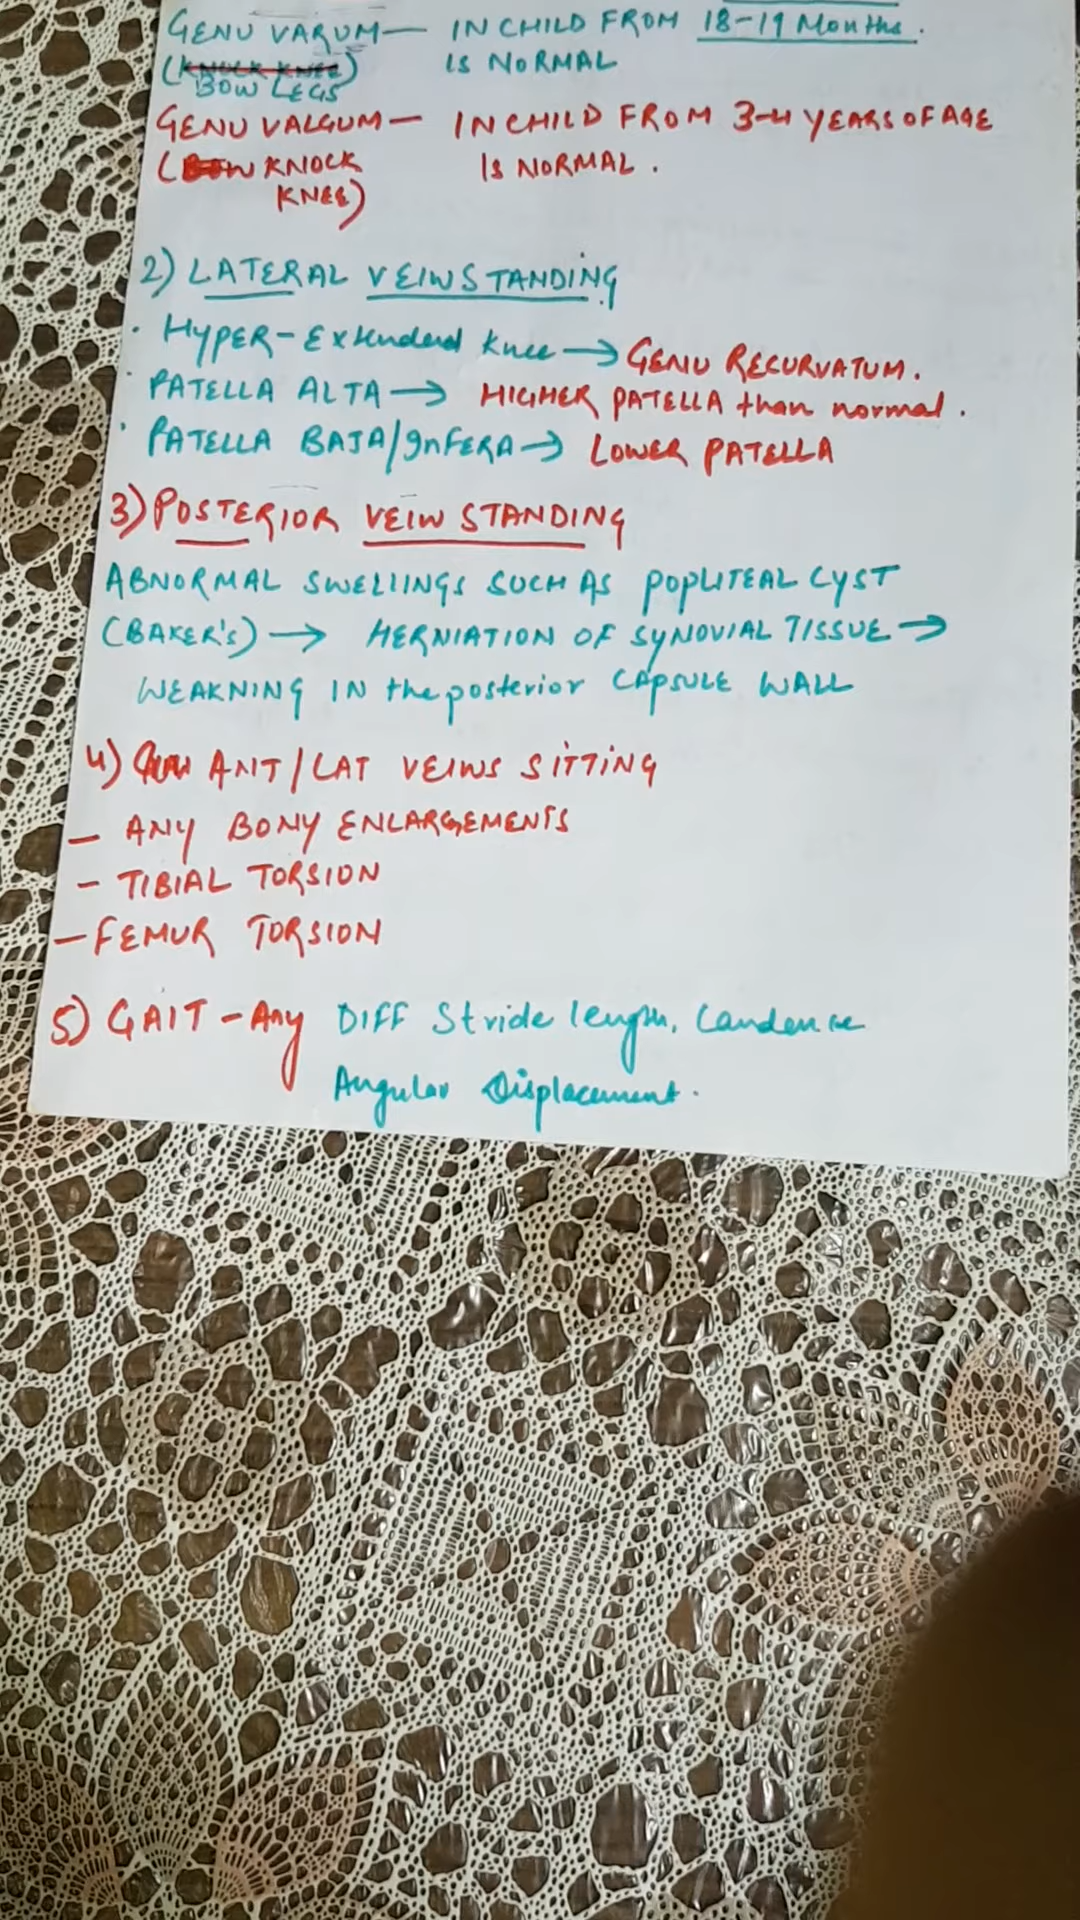 GENU VARUM— IN CHILD FROM 18-19 Months.
(KNOCK KNEE) IS NORMAL
BOW LEGS
GENU VALGUM— IN CHILD FROM 3-4 YEARS OF AGE
(BOW KNOCK IS NORMAL.
KNEE)
2) LATERAL VEIW STANDING
• HYPER-Extended knee → GENU RECURVATUM.
• PATELLA ALTA → HIGHER PATELLA than normal.
• PATELLA BAJA/InFERA → LOWER PATELLA
3) POSTERIOR VEIW STANDING
ABNORMAL SWELLINGS SUCH AS POPLITEAL CYST
(BAKER'S) → HERNIATION OF SYNOVIAL TISSUE →
WEAKNING IN the posterior CAPSULE WALL
4) ANT/LAT VEIWS SITTING
— ANY BONY ENLARGEMENTS
— TIBIAL TORSION
— FEMUR TORSION
5) GAIT - Any DIFF Stride length, Candence
Angular Displacement.